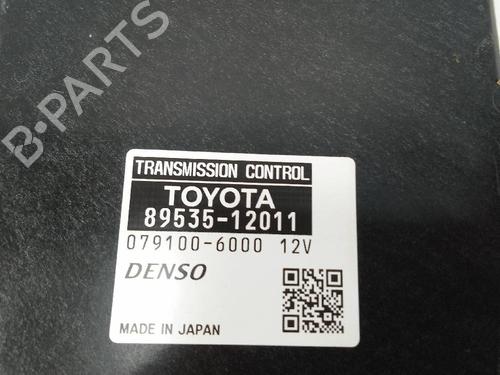 B-PARTS
TRANSMISSION CONTROL
TOYOTA
89535-12011
079100-6000 12V
DENSO
MADE IN JAPAN